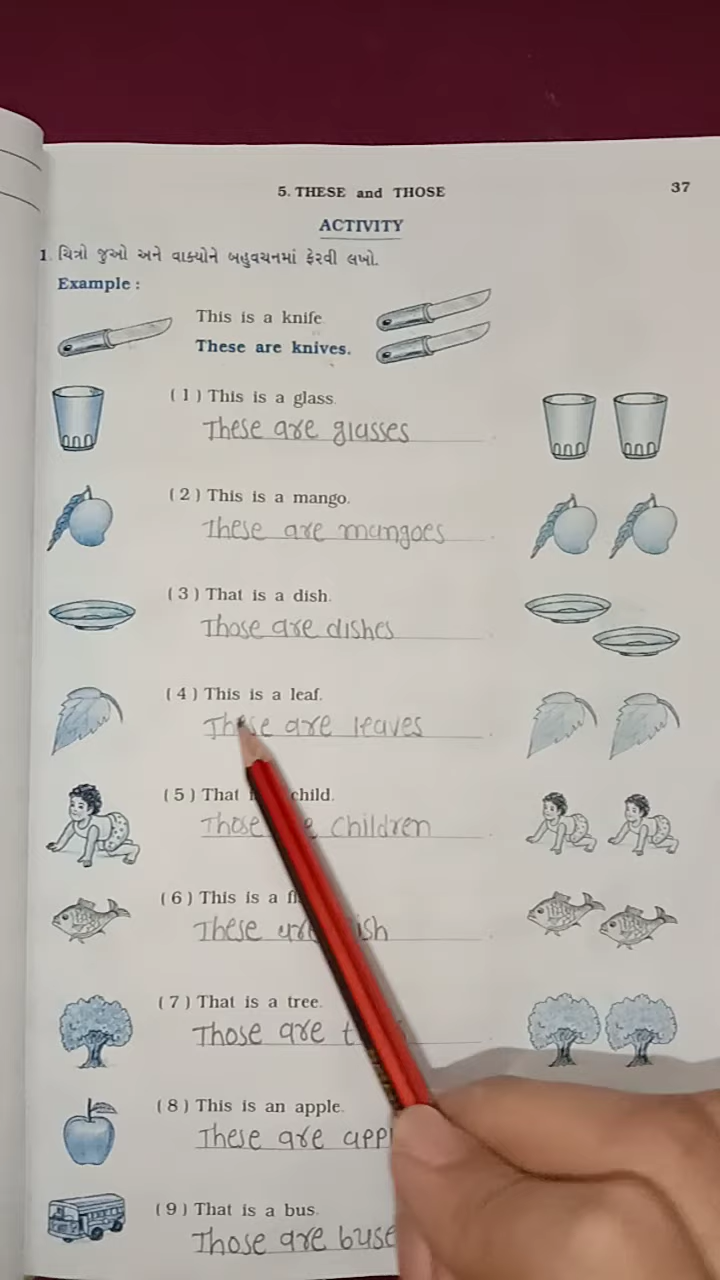 5. THESE and THOSE
37
ACTIVITY
1. ચિત્રો જુઓ અને વાક્યોને બહુવચનમાં ફેરવી લખો.
Example :
This is a knife.
These are knives.
( 1 ) This is a glass.
These are glasses
( 2 ) This is a mango.
These are mangoes
( 3 ) That is a dish.
Those are dishes
( 4 ) This is a leaf.
These are leaves
( 5 ) That child.
Those children
( 6 ) This is a
These are
( 7 ) That is a tree.
Those are
( 8 ) This is an apple.
These are
( 9 ) That is a bus.
Those are